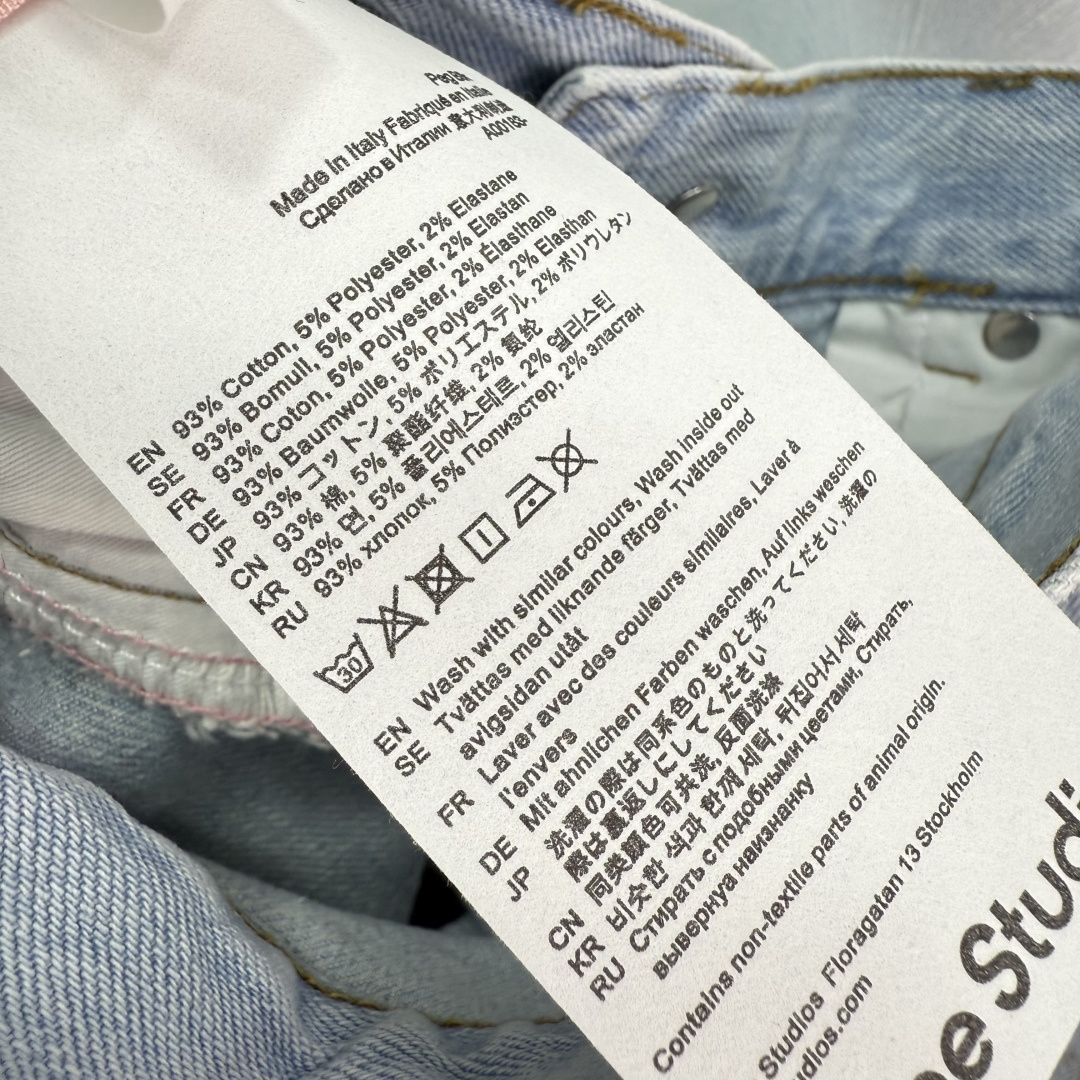 Made in Italy Fabriqué en Italie
Сделано в Италии 意大利制造
A00183-
EN 93% Cotton, 5% Polyester, 2% Elastane
SE 93% Bomull, 5% Polyester, 2% Elastan
FR 93% Coton, 5% Polyester, 2% Élasthane
DE 93% Baumwolle, 5% Polyester, 2% Elasthan
JP 93% コットン, 5% ポリエステル, 2% ポリウレタン
CN 93% 棉, 5% 聚酯纤维, 2% 氨纶
KR 93% 면, 5% 폴리에스테르, 2% 엘리스틴
RU 93% хлопок, 5% Полиэстер, 2% эластан
30
EN Wash with similar colours, Wash inside out
SE Tvättas med liknande färger, Tvättas med
avigsidan utåt
FR Laver avec des couleurs similaires, Laver à
l'envers
DE Mit ahnlichen Farben waschen, Auf links weschen
JP 洗濯の際は同系色のものと洗ってください, 洗濯の
際は裏返しにしてください
CN 同类颜色可共洗, 反面洗涤
KR 비슷한 색과 함께 세탁, 뒤집어서 세탁
RU Стирать с подобными цветами, Стирать,
вывернув наизнанку
Contains non-textile parts of animal origin.
Studios Floragatan 13 Stockholm
udios.com
ne Studi